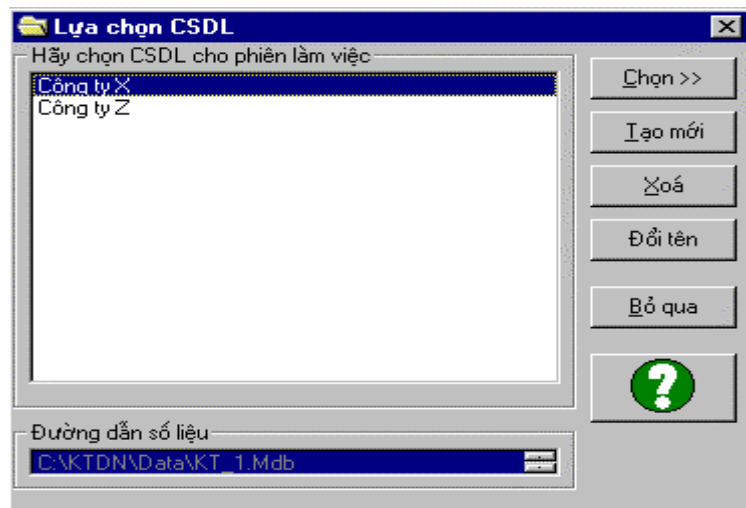 Lựa chọn CSDL
Hãy chọn CSDL cho phiên làm việc
Công ty X
Công ty Z
Chọn >>
Tạo mới
Xoá
Đổi tên
Bỏ qua
?
Đường dẫn số liệu
C:\KTDN\Data\KT_1.Mdb